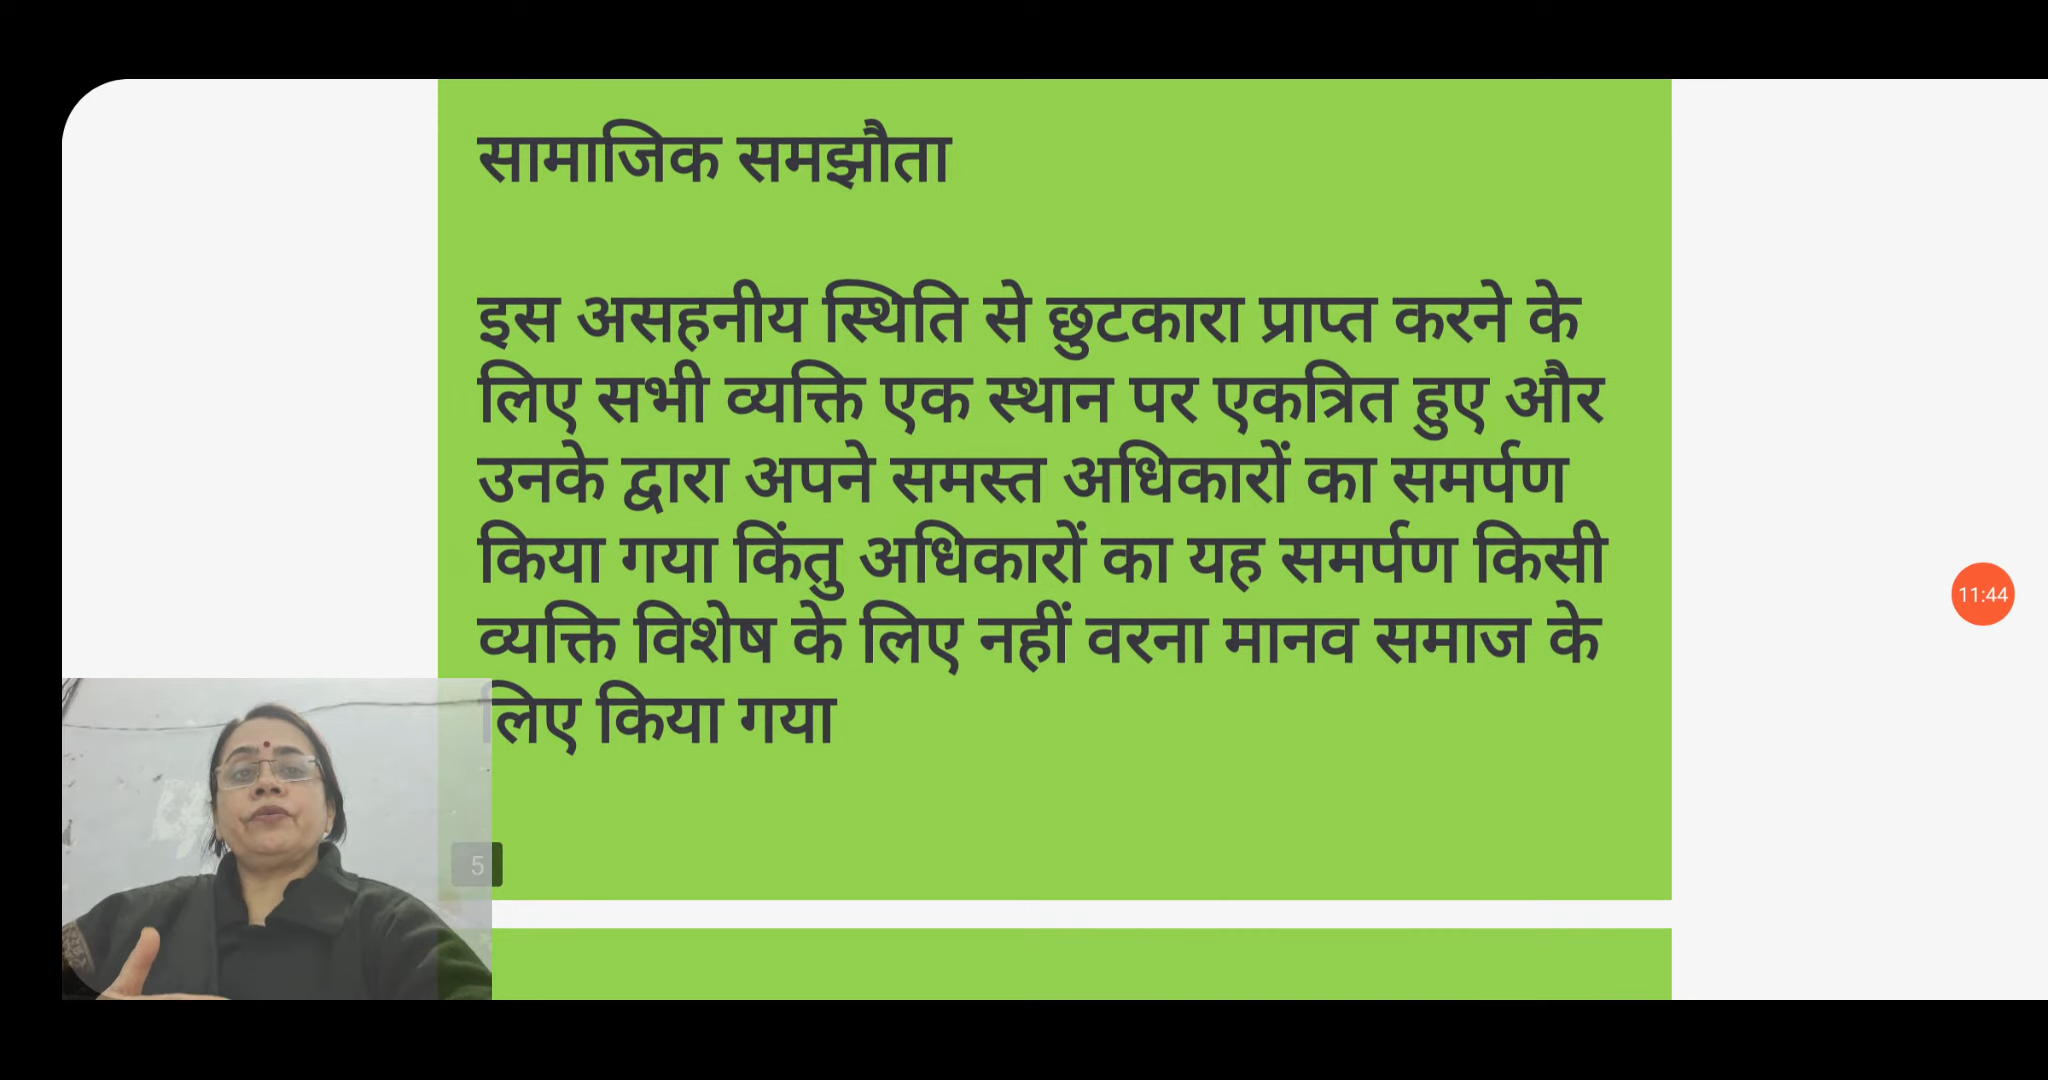 सामाजिक समझौता
इस असहनीय स्थिति से छुटकारा प्राप्त करने के
लिए सभी व्यक्ति एक स्थान पर एकत्रित हुए और
उनके द्वारा अपने समस्त अधिकारों का समर्पण
किया गया किंतु अधिकारों का यह समर्पण किसी
व्यक्ति विशेष के लिए नहीं वरना मानव समाज के
लिए किया गया
5
11:44